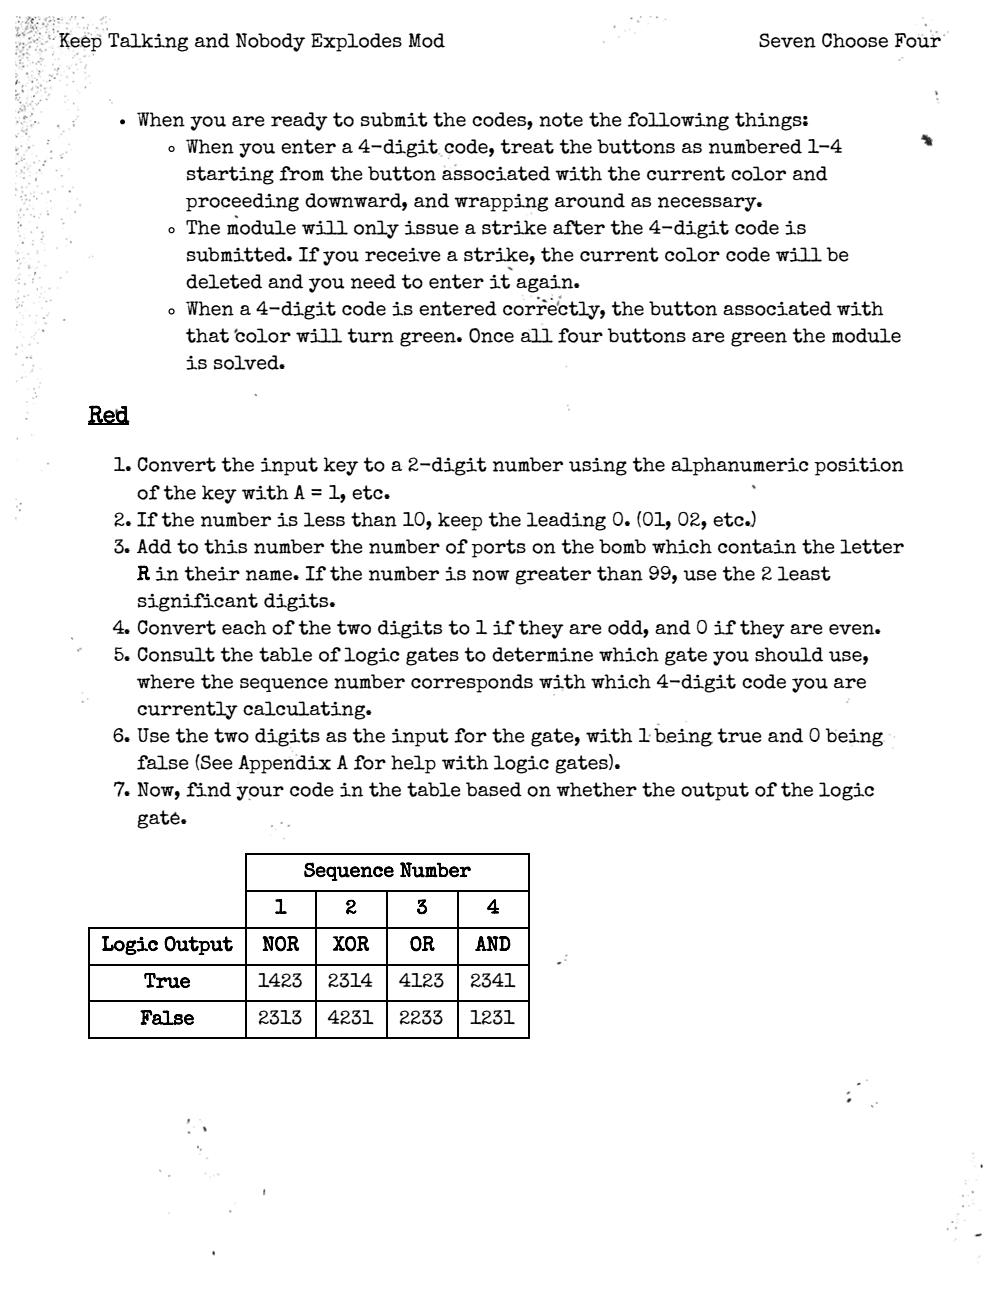 Keep Talking and Nobody Explodes Mod
Seven Choose Four
• When you are ready to submit the codes, note the following things:
◦ When you enter a 4-digit code, treat the buttons as numbered 1-4
starting from the button associated with the current color and
proceeding downward, and wrapping around as necessary.
◦ The module will only issue a strike after the 4-digit code is
submitted. If you receive a strike, the current color code will be
deleted and you need to enter it again.
◦ When a 4-digit code is entered correctly, the button associated with
that color will turn green. Once all four buttons are green the module
is solved.
Red
1. Convert the input key to a 2-digit number using the alphanumeric position
of the key with A = 1, etc.
2. If the number is less than 10, keep the leading 0. (01, 02, etc.)
3. Add to this number the number of ports on the bomb which contain the letter
R in their name. If the number is now greater than 99, use the 2 least
significant digits.
4. Convert each of the two digits to 1 if they are odd, and 0 if they are even.
5. Consult the table of logic gates to determine which gate you should use,
where the sequence number corresponds with which 4-digit code you are
currently calculating.
6. Use the two digits as the input for the gate, with 1 being true and 0 being
false (See Appendix A for help with logic gates).
7. Now, find your code in the table based on whether the output of the logic
gate.
Sequence Number
1 2 3 4
Logic Output NOR XOR OR AND
True 1423 2314 4123 2341
False 2313 4231 2233 1231